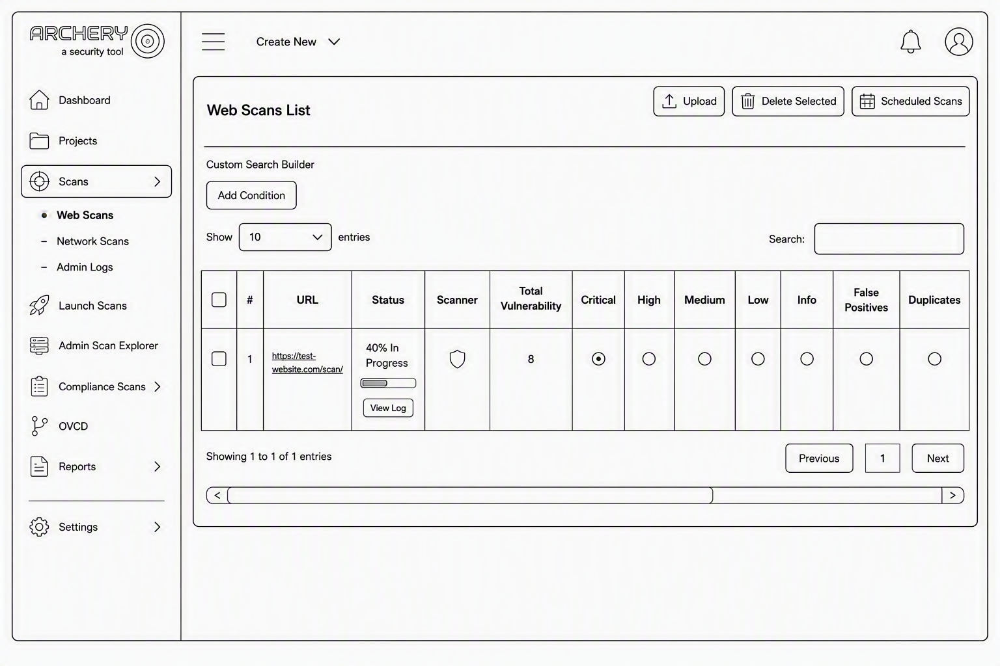 ARCHERY
a security tool
Create New
Dashboard
Projects
Scans
Web Scans
Network Scans
Admin Logs
Launch Scans
Admin Scan Explorer
Compliance Scans
OVCD
Reports
Settings
Web Scans List
Upload
Delete Selected
Scheduled Scans
Custom Search Builder
Add Condition
Show 10 entries
Search:
# URL Status Scanner Total Vulnerability Critical High Medium Low Info False Positives Duplicates
1
https://test-
website.com/scan/
40% In
Progress
View Log
8
Showing 1 to 1 of 1 entries
Previous 1 Next
< >